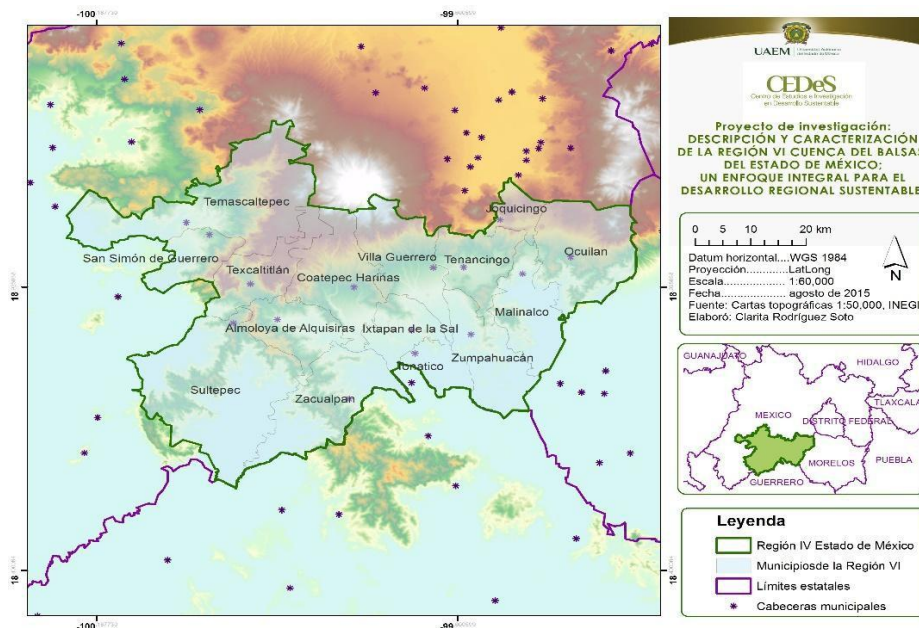 -100
-99
UAEM
CEDeS
Centro de Estudios e Investigación
en Desarrollo Sustentable
Proyecto de investigación:
DESCRIPCIÓN Y CARACTERIZACIÓN
DE LA REGIÓN VI CUENCA DEL BALSAS
DEL ESTADO DE MÉXICO;
UN ENFOQUE INTEGRAL PARA EL
DESARROLLO REGIONAL SUSTENTABLE
0 5 10 20 km
Datum horizontal....WGS 1984
Proyección...........LatLong
Escala...................1:60,000
Fecha.................... agosto de 2015
Fuente: Cartas topográficas 1:50,000, INEGI
Elaboró: Clarita Rodríguez Soto
N
Temascaltepec
Joquicingo
San Simón de Guerrero
Texcaltitlán
Coatepec Harinas
Villa Guerrero
Tenancingo
Ocuilan
Malinalco
Almoloya de Alquisiras
Ixtapan de la Sal
Tonatico
Zumpahuacán
Sultepec
Zacualpan
18
18
-100
-99
GUANAJUATO
HIDALGO
TLAXCALA
MEXICO
DISTRITO FEDERAL
MORELOS
PUEBLA
GUERRERO
Leyenda
Región IV Estado de México
Municipiosde la Región VI
Límites estatales
Cabeceras municipales